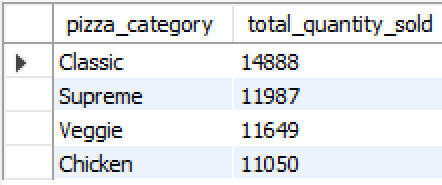 pizza_category total_quantity_sold
Classic 14888
Supreme 11987
Veggie 11649
Chicken 11050